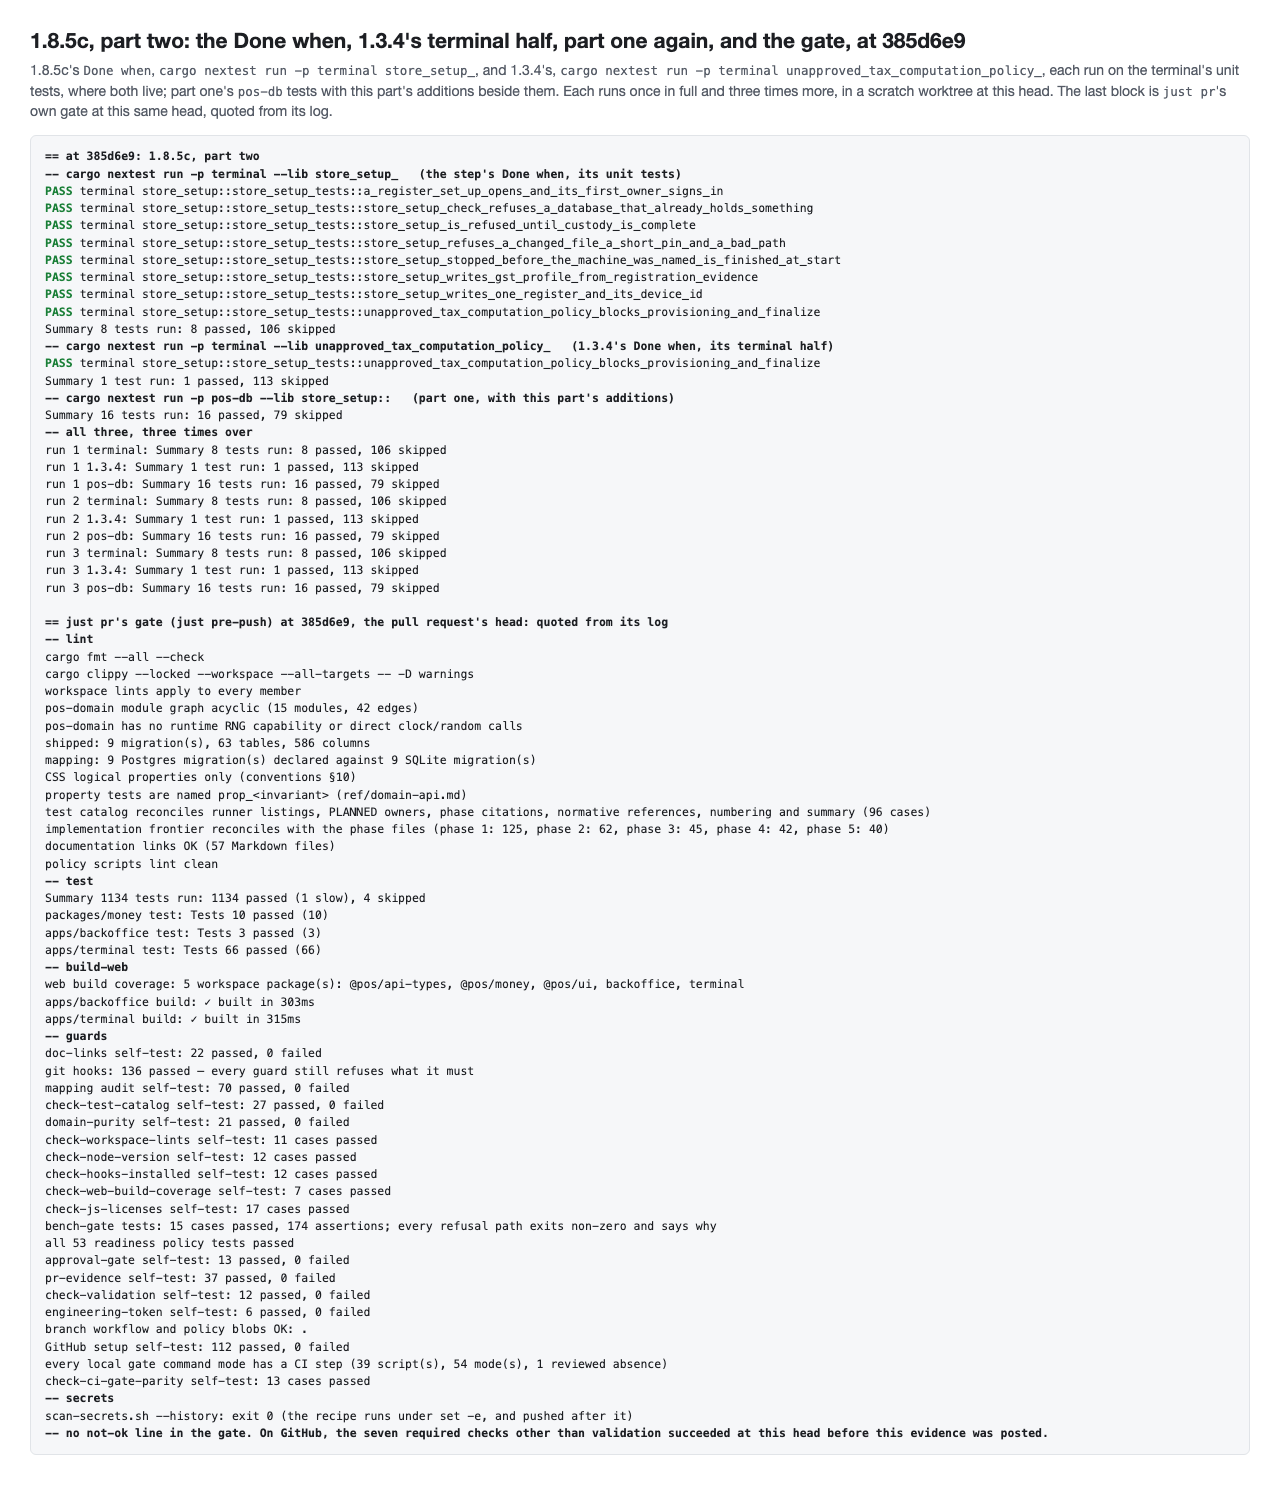 1.8.5c, part two: the Done when, 1.3.4's terminal half, part one again, and the gate, at 385d6e9
1.8.5c's Done when, cargo nextest run -p terminal store_setup_, and 1.3.4's, cargo nextest run -p terminal unapproved_tax_computation_policy_, each run on the terminal's unit
tests, where both live; part one's pos-db tests with this part's additions beside them. Each runs once in full and three times more, in a scratch worktree at this head. The last block is just pr's
own gate at this same head, quoted from its log.
== at 385d6e9: 1.8.5c, part two
-- cargo nextest run -p terminal --lib store_setup_   (the step's Done when, its unit tests)
PASS terminal store_setup::store_setup_tests::a_register_set_up_opens_and_its_first_owner_signs_in
PASS terminal store_setup::store_setup_tests::store_setup_check_refuses_a_database_that_already_holds_something
PASS terminal store_setup::store_setup_tests::store_setup_is_refused_until_custody_is_complete
PASS terminal store_setup::store_setup_tests::store_setup_refuses_a_changed_file_a_short_pin_and_a_bad_path
PASS terminal store_setup::store_setup_tests::store_setup_stopped_before_the_machine_was_named_is_finished_at_start
PASS terminal store_setup::store_setup_tests::store_setup_writes_gst_profile_from_registration_evidence
PASS terminal store_setup::store_setup_tests::store_setup_writes_one_register_and_its_device_id
PASS terminal store_setup::store_setup_tests::unapproved_tax_computation_policy_blocks_provisioning_and_finalize
Summary 8 tests run: 8 passed, 106 skipped
-- cargo nextest run -p terminal --lib unapproved_tax_computation_policy_   (1.3.4's Done when, its terminal half)
PASS terminal store_setup::store_setup_tests::unapproved_tax_computation_policy_blocks_provisioning_and_finalize
Summary 1 test run: 1 passed, 113 skipped
-- cargo nextest run -p pos-db --lib store_setup::   (part one, with this part's additions)
Summary 16 tests run: 16 passed, 79 skipped
-- all three, three times over
run 1 terminal: Summary 8 tests run: 8 passed, 106 skipped
run 1 1.3.4: Summary 1 test run: 1 passed, 113 skipped
run 1 pos-db: Summary 16 tests run: 16 passed, 79 skipped
run 2 terminal: Summary 8 tests run: 8 passed, 106 skipped
run 2 1.3.4: Summary 1 test run: 1 passed, 113 skipped
run 2 pos-db: Summary 16 tests run: 16 passed, 79 skipped
run 3 terminal: Summary 8 tests run: 8 passed, 106 skipped
run 3 1.3.4: Summary 1 test run: 1 passed, 113 skipped
run 3 pos-db: Summary 16 tests run: 16 passed, 79 skipped
== just pr's gate (just pre-push) at 385d6e9, the pull request's head: quoted from its log
-- lint
cargo fmt --all --check
cargo clippy --locked --workspace --all-targets -- -D warnings
workspace lints apply to every member
pos-domain module graph acyclic (15 modules, 42 edges)
pos-domain has no runtime RNG capability or direct clock/random calls
shipped: 9 migration(s), 63 tables, 586 columns
mapping: 9 Postgres migration(s) declared against 9 SQLite migration(s)
CSS logical properties only (conventions §10)
property tests are named prop_<invariant> (ref/domain-api.md)
test catalog reconciles runner listings, PLANNED owners, phase citations, normative references, numbering and summary (96 cases)
implementation frontier reconciles with the phase files (phase 1: 125, phase 2: 62, phase 3: 45, phase 4: 42, phase 5: 40)
documentation links OK (57 Markdown files)
policy scripts lint clean
-- test
Summary 1134 tests run: 1134 passed (1 slow), 4 skipped
packages/money test: Tests 10 passed (10)
apps/backoffice test: Tests 3 passed (3)
apps/terminal test: Tests 66 passed (66)
-- build-web
web build coverage: 5 workspace package(s): @pos/api-types, @pos/money, @pos/ui, backoffice, terminal
apps/backoffice build: ✓ built in 303ms
apps/terminal build: ✓ built in 315ms
-- guards
doc-links self-test: 22 passed, 0 failed
git hooks: 136 passed — every guard still refuses what it must
mapping audit self-test: 70 passed, 0 failed
check-test-catalog self-test: 27 passed, 0 failed
domain-purity self-test: 21 passed, 0 failed
check-workspace-lints self-test: 11 cases passed
check-node-version self-test: 12 cases passed
check-hooks-installed self-test: 12 cases passed
check-web-build-coverage self-test: 7 cases passed
check-js-licenses self-test: 17 cases passed
bench-gate tests: 15 cases passed, 174 assertions; every refusal path exits non-zero and says why
all 53 readiness policy tests passed
approval-gate self-test: 13 passed, 0 failed
pr-evidence self-test: 37 passed, 0 failed
check-validation self-test: 12 passed, 0 failed
engineering-token self-test: 6 passed, 0 failed
branch workflow and policy blobs OK: .
GitHub setup self-test: 112 passed, 0 failed
every local gate command mode has a CI step (39 script(s), 54 mode(s), 1 reviewed absence)
check-ci-gate-parity self-test: 13 cases passed
-- secrets
scan-secrets.sh --history: exit 0 (the recipe runs under set -e, and pushed after it)
-- no not-ok line in the gate. On GitHub, the seven required checks other than validation succeeded at this head before this evidence was posted.